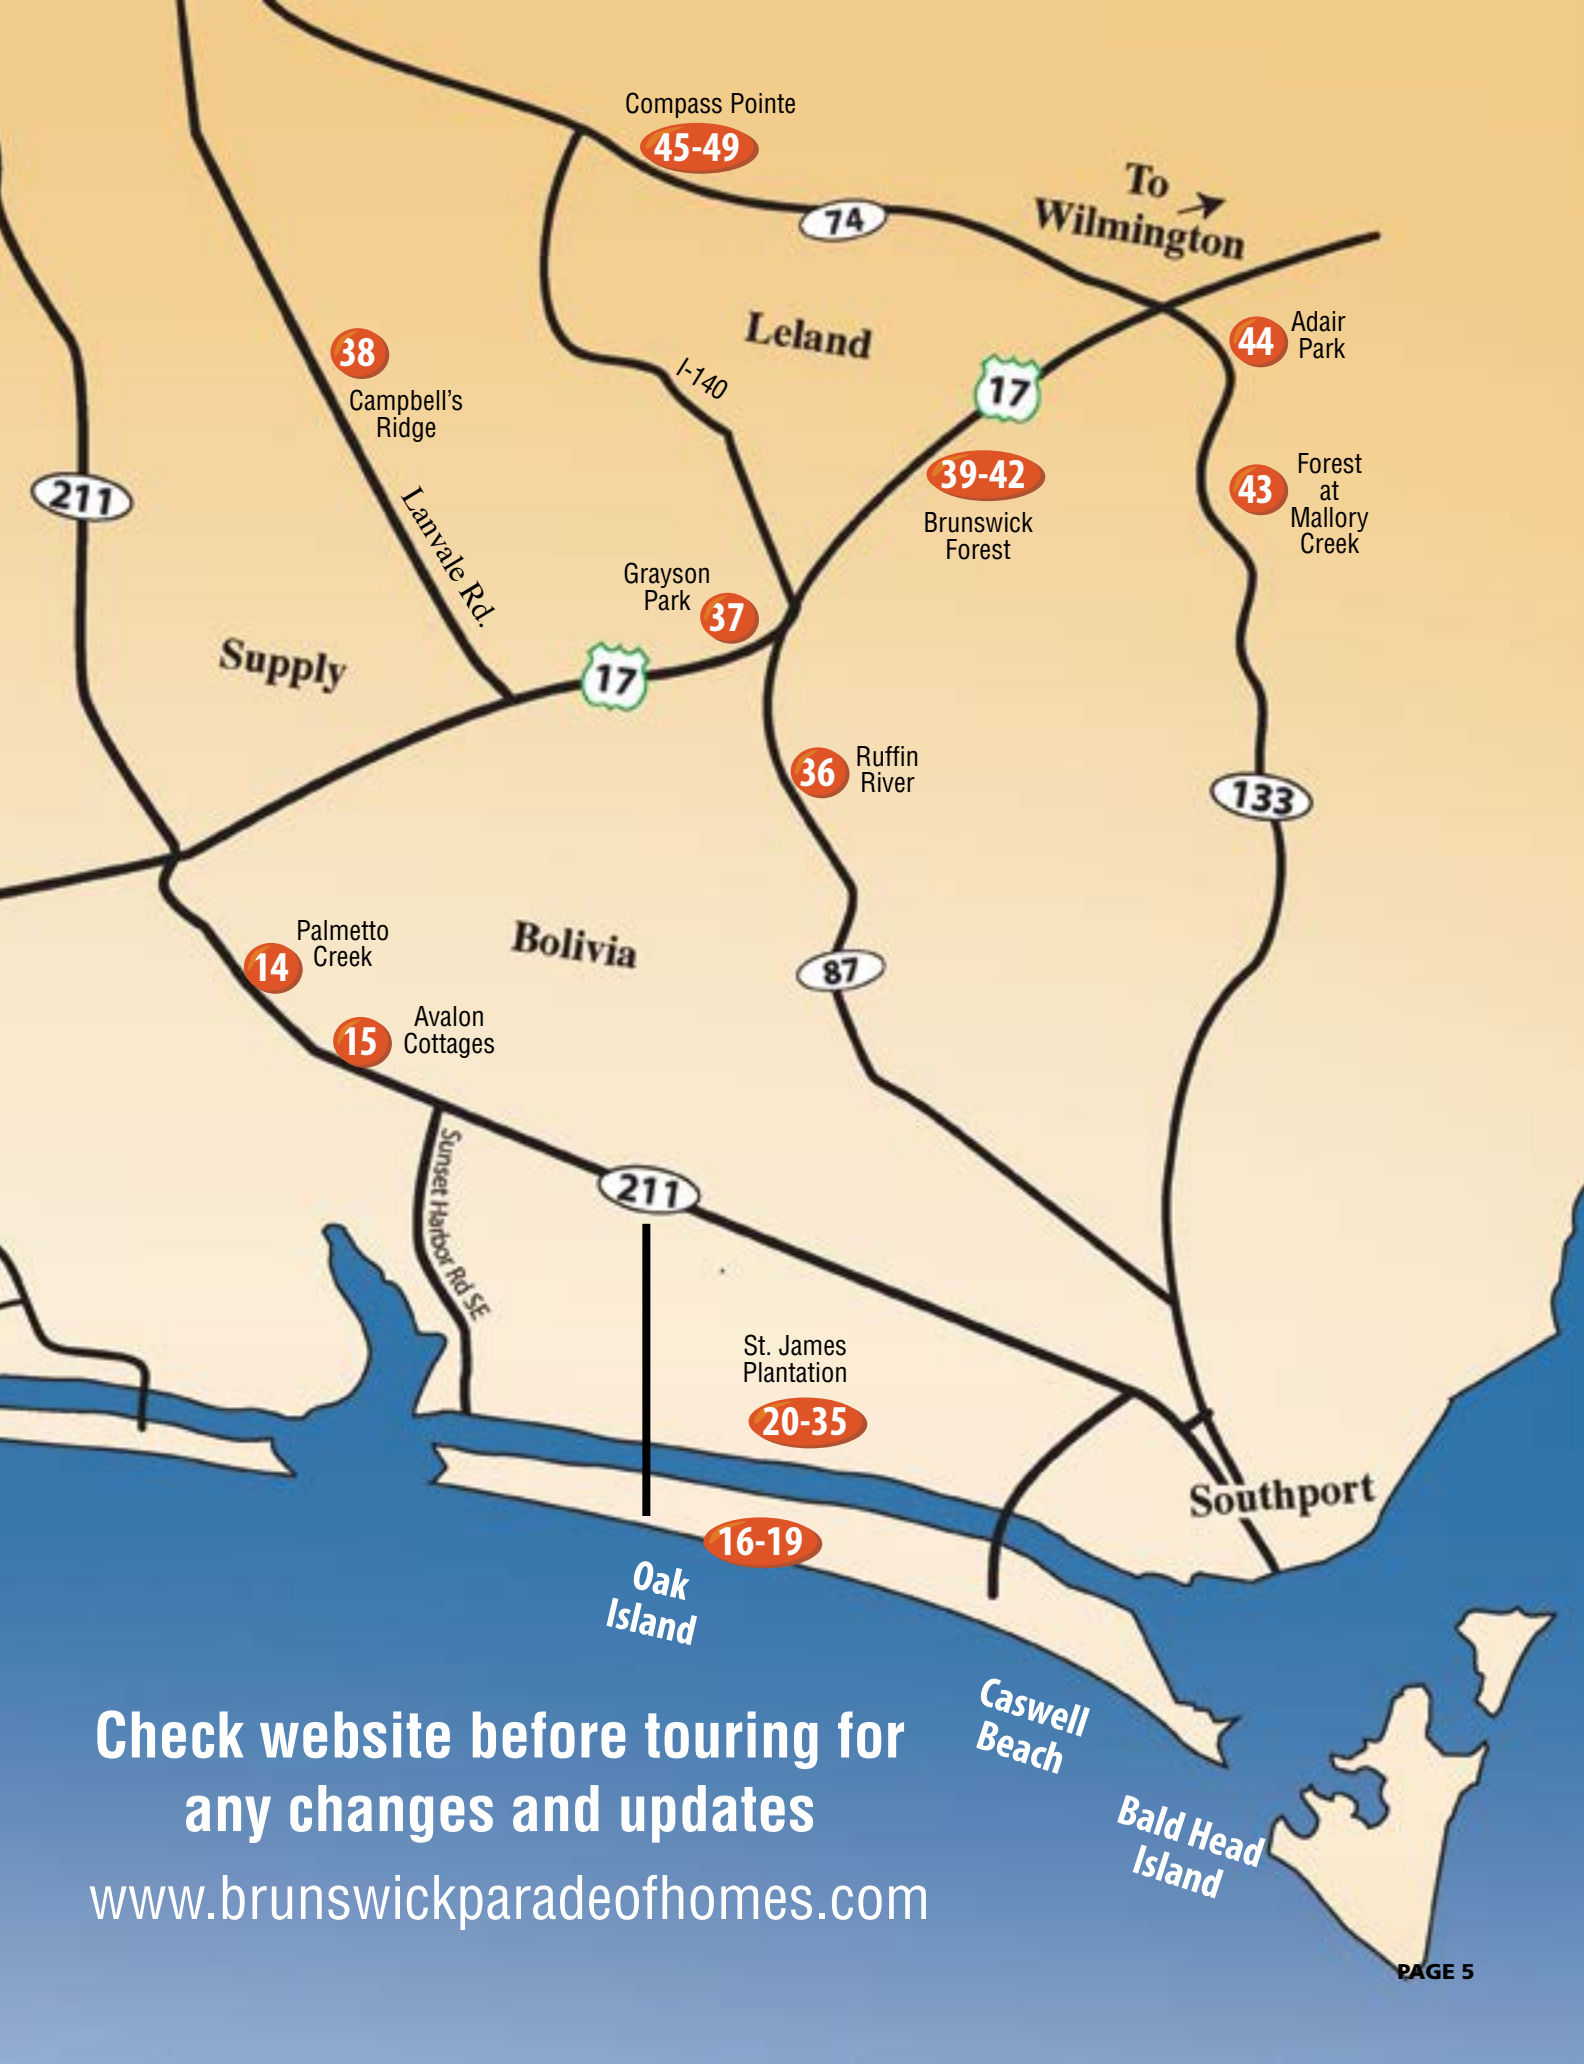 Compass Pointe
45-49
To
Wilmington
74
Leland
44
Adair
Park
38
Campbell's
Ridge
I-140
17
39-42
Brunswick
Forest
43
Forest
at
Mallory
Creek
211
Lanvale Rd.
Grayson
Park
37
Supply
17
36
Ruffin
River
133
Palmetto
Creek
14
Bolivia
87
15
Avalon
Cottages
Sunset Harbor Rd SE
211
St. James
Plantation
20-35
Southport
16-19
Oak
Island
Caswell
Beach
Bald Head
Island
Check website before touring for
any changes and updates
www.brunswickparadeofhomes.com
PAGE 5